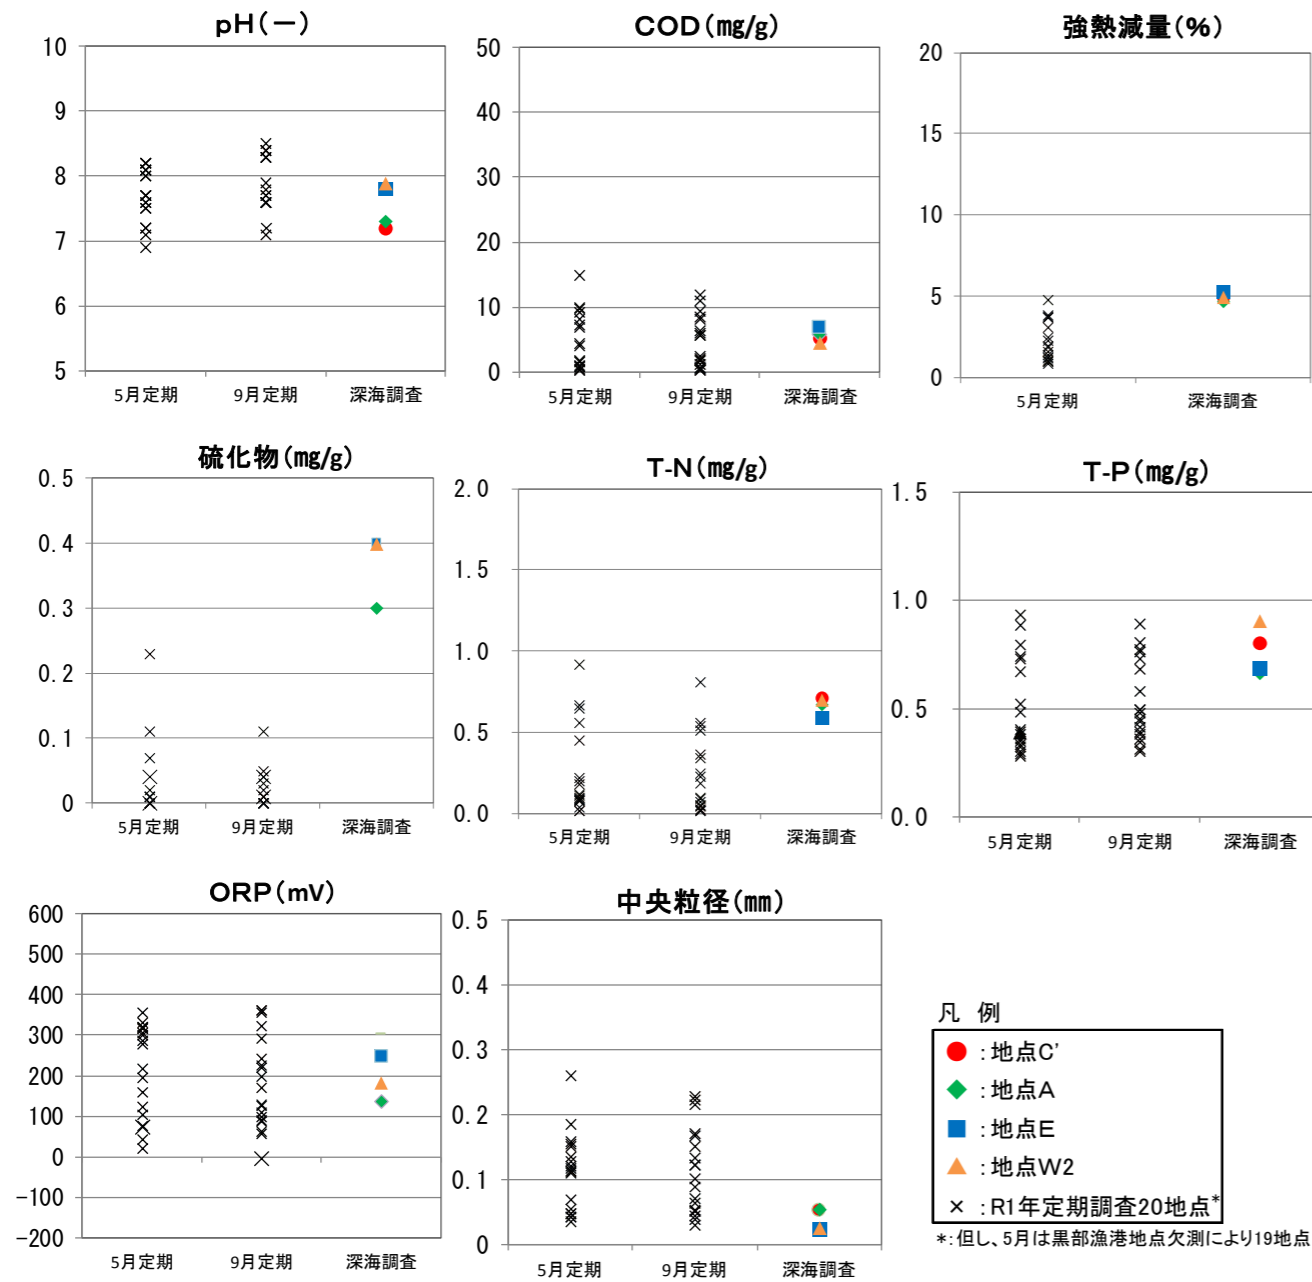 pH(－)
10
9
8
7
6
5
5月定期
9月定期
深海調査
COD(㎎/g)
50
40
30
20
10
0
5月定期
9月定期
深海調査
強熱減量(%)
20
15
10
5
0
5月定期
深海調査
硫化物(㎎/g)
0.5
0.4
0.3
0.2
0.1
0
5月定期
9月定期
深海調査
T-N(㎎/g)
2.0
1.5
1.0
0.5
0.0
5月定期
9月定期
深海調査
T-P(㎎/g)
1.5
1.0
0.5
0.0
5月定期
9月定期
深海調査
ORP(mV)
600
500
400
300
200
100
0
-100
-200
5月定期
9月定期
深海調査
中央粒径(㎜)
0.5
0.4
0.3
0.2
0.1
0
5月定期
9月定期
深海調査
凡 例
:地点C'
:地点A
:地点E
:地点W2
:R1年定期調査20地点*
*:但し、5月は黒部漁港地点欠測により19地点